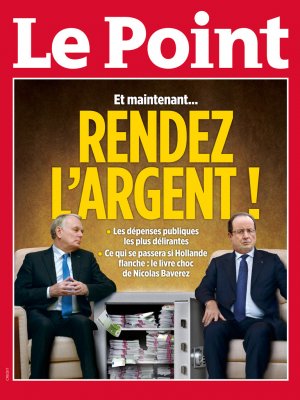 Le Point
Et maintenant...
RENDEZ
L'ARGENT !
• Les dépenses publiques
les plus délirantes
• Ce qui se passera si Hollande
flanche : le livre choc
de Nicolas Baverez